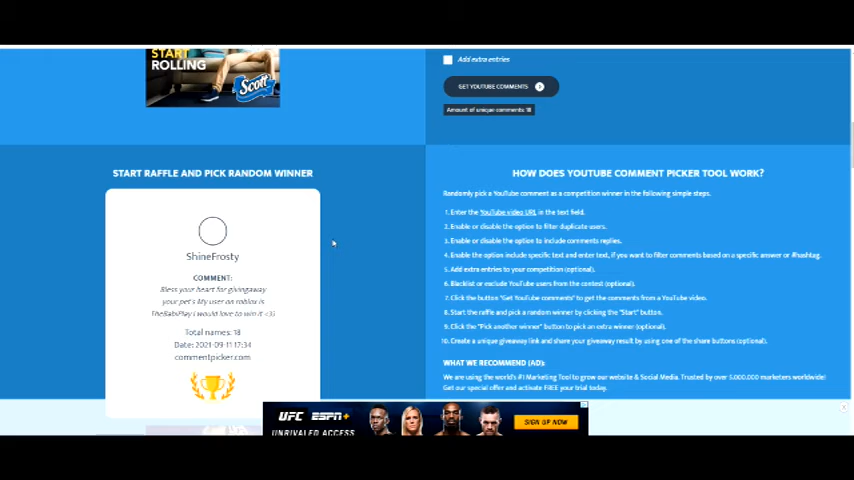 START
ROLLING
Scott
Add extra entries
GET YOUTUBE COMMENTS
Amount of unique comments 18
START RAFFLE AND PICK RANDOM WINNER
ShineFrosty
COMMENT:
Bless your heart for givingaway
your pet's My user on roblox is
TheBabiPlay I would love to win it <33
Total names: 18
Date: 2021-09-11 17:34
commentpicker.com
HOW DOES YOUTUBE COMMENT PICKER TOOL WORK?
Randomly pick a YouTube comment as a competition winner in the following simple steps.
1. Enter the YouTube video URL in the text field.
2. Enable or disable the option to filter duplicate users.
3. Enable or disable the option to include comments replies.
4. Enable the option include specific text and enter text, if you want to filter comments based on a specific answer or #hashtag.
5. Add extra entries to your competition (optional).
6. Blacklist or exclude YouTube users from the contest (optional).
7. Click the button "Get YouTube comments" to get the comments from a YouTube video.
8. Start the raffle and pick a random winner by clicking the "Start" button.
9. Click the "Pick another winner" button to pick an extra winner (optional).
10. Create a unique giveaway link and share your giveaway result by using one of the share buttons (optional).
WHAT WE RECOMMEND (AD):
We are using the world's #1 Marketing Tool to grow our website & Social Media. Trusted by over 5.000.000 marketers worldwide!
Get our special offer and activate FREE your trial today.
UFC ESPN+
UNRIVALED ACCESS
SIGN UP NOW